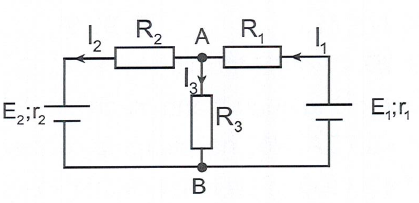 I₂ R₂ A R₁ I₁
I₃
E₂;r₂ R₃ E₁;r₁
B